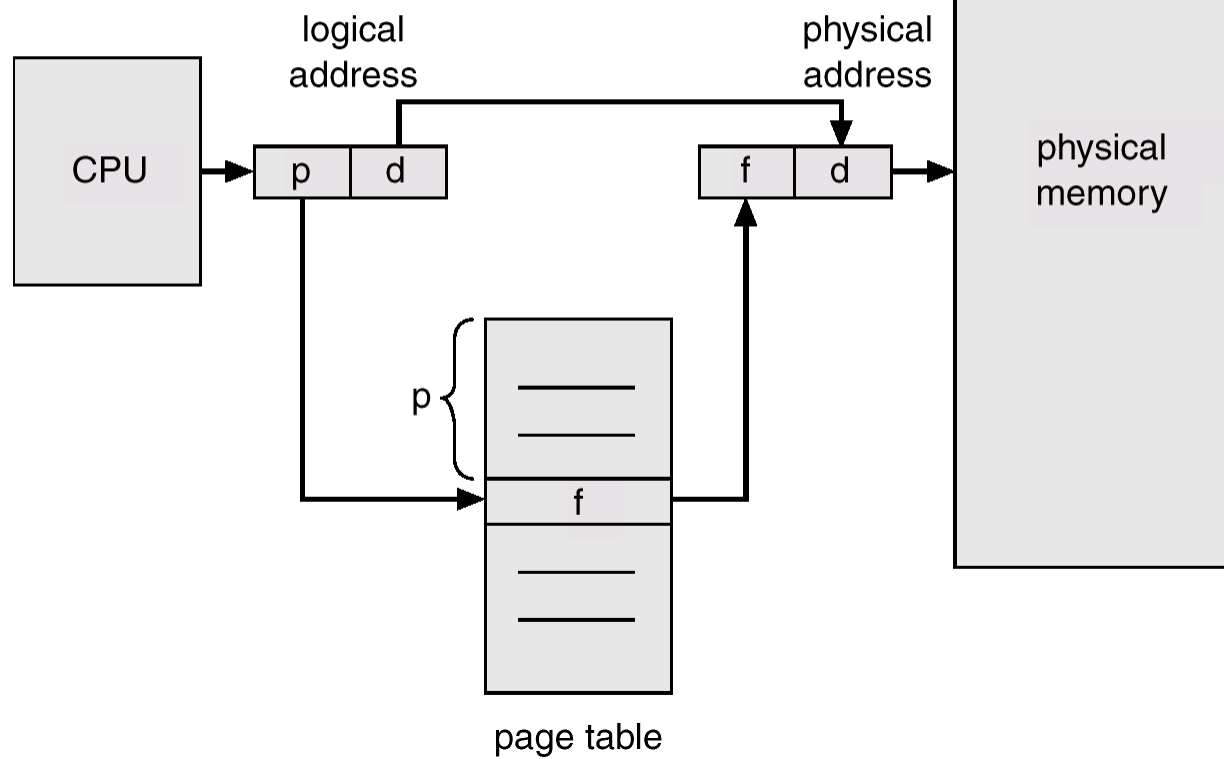 logical
address
physical
address
CPU
p
d
f
d
physical
memory
p
f
page table